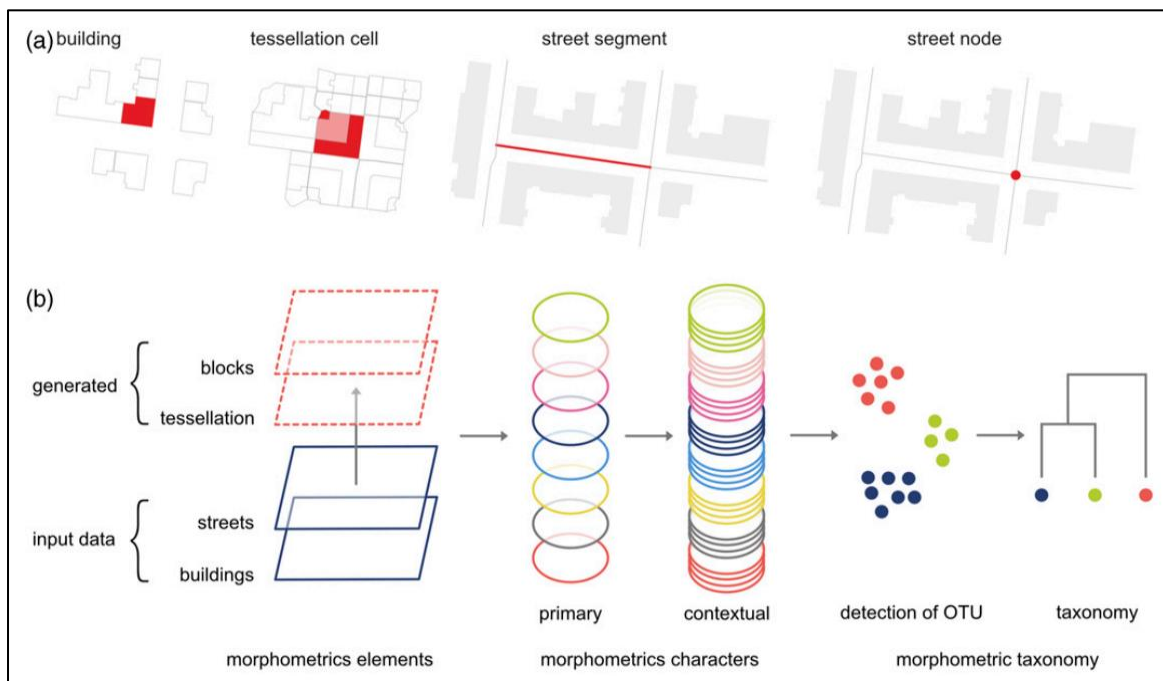 (a) building tessellation cell street segment street node
(b)
generated
blocks
tessellation
input data
streets
buildings
primary contextual detection of OTU taxonomy
morphometrics elements morphometrics characters morphometric taxonomy